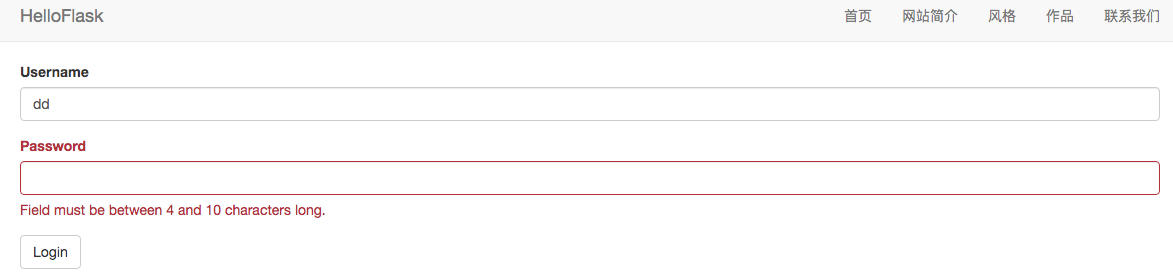 HelloFlask 首页 网站简介 风格 作品 联系我们
Username
dd
Password
Field must be between 4 and 10 characters long.
Login